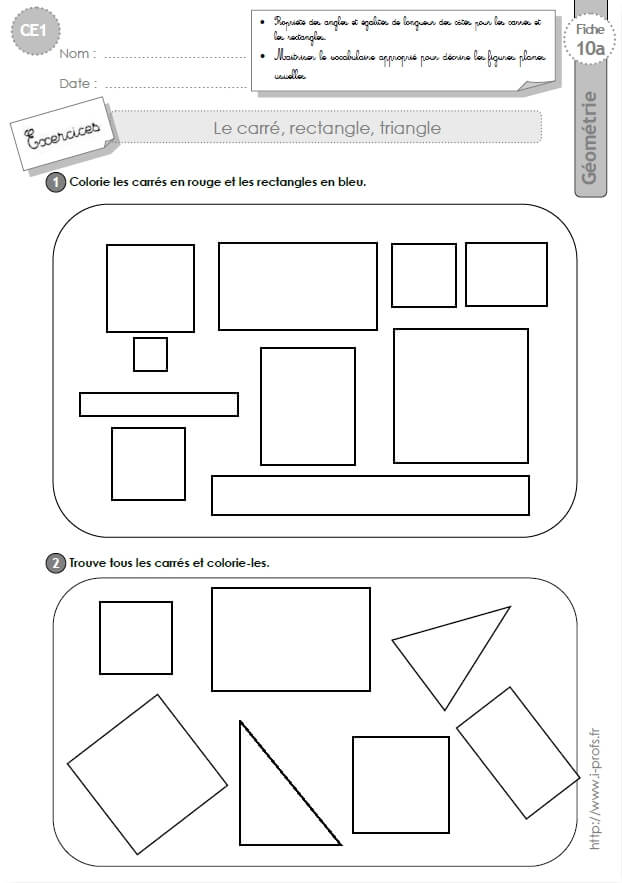 CE1
Nom :
Date :
• Propriété des angles et égalités de longueur des côtés pour les carrés et
les rectangles.
• Maîtriser le vocabulaire approprié pour décrire les figures planes
usuelles
Fiche
10a
Géométrie
Exercices
Le carré, rectangle, triangle
1 Colorie les carrés en rouge et les rectangles en bleu.
2 Trouve tous les carrés et colorie-les.
http://www.i-profs.fr